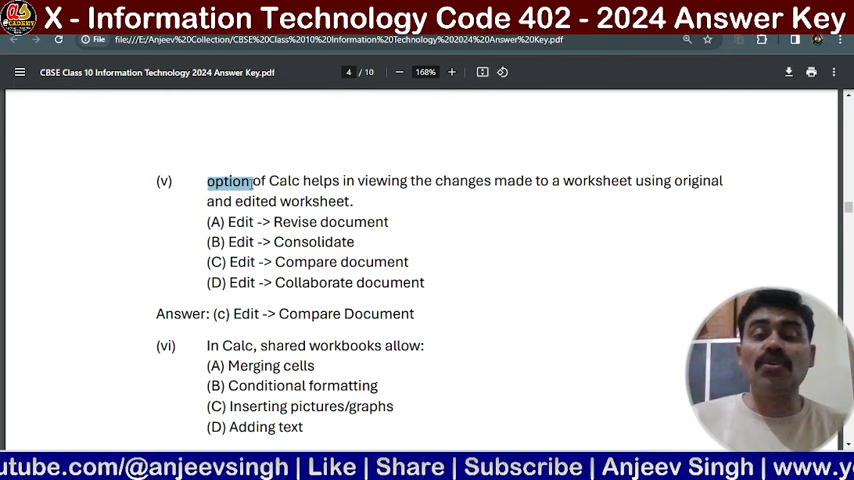 X - Information Technology Code 402 - 2024 Answer Key
ACADEMY
File file:///E:/Anjeev%20Collection/CBSE%20Class%2010%20Information%20Technology%202024%20Answer%20Key.pdf
CBSE Class 10 Information Technology 2024 Answer Key.pdf 4 / 10 168%
(v) option of Calc helps in viewing the changes made to a worksheet using original
and edited worksheet.
(A) Edit -> Revise document
(B) Edit -> Consolidate
(C) Edit -> Compare document
(D) Edit -> Collaborate document
Answer: (c) Edit -> Compare Document
(vi) In Calc, shared workbooks allow:
(A) Merging cells
(B) Conditional formatting
(C) Inserting pictures/graphs
(D) Adding text
utube.com/@anjeevsingh | Like | Share | Subscribe | Anjeev Singh | www.y